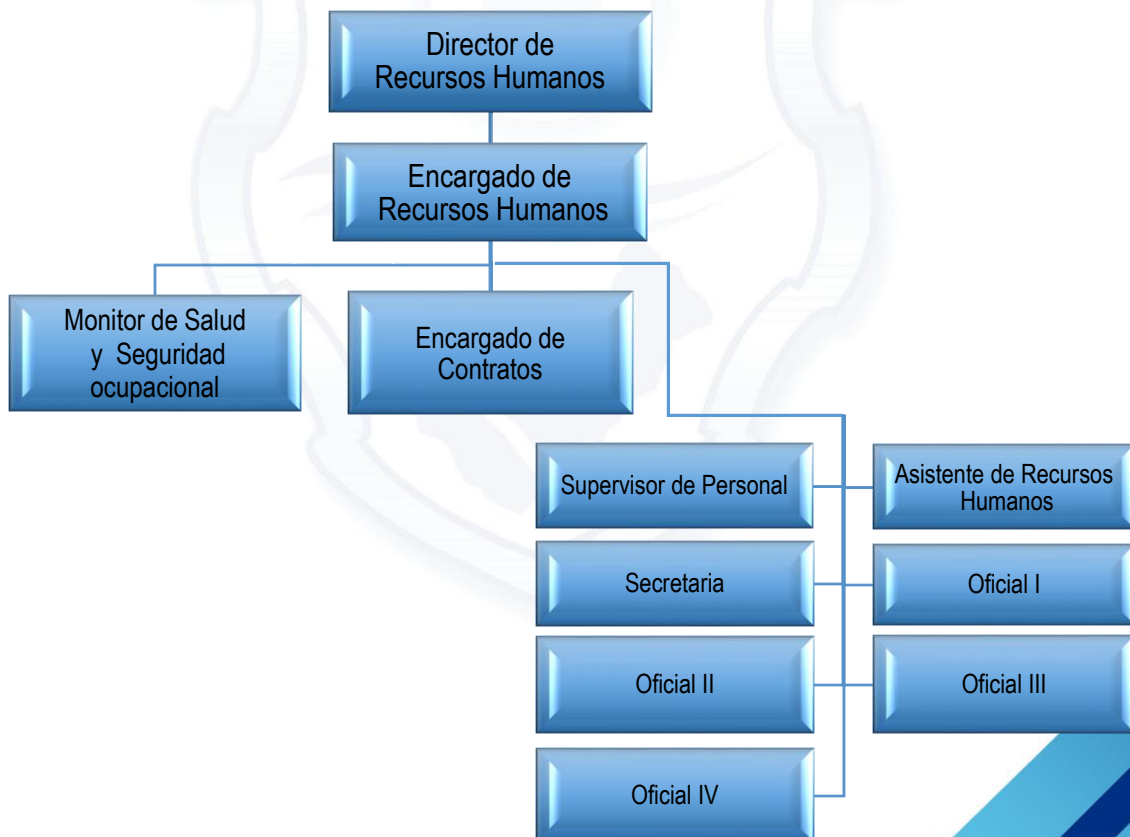 Director de
Recursos Humanos
Encargado de
Recursos Humanos
Monitor de Salud
y Seguridad
ocupacional
Encargado de
Contratos
Supervisor de Personal
Asistente de Recursos
Humanos
Secretaria
Oficial I
Oficial II
Oficial III
Oficial IV